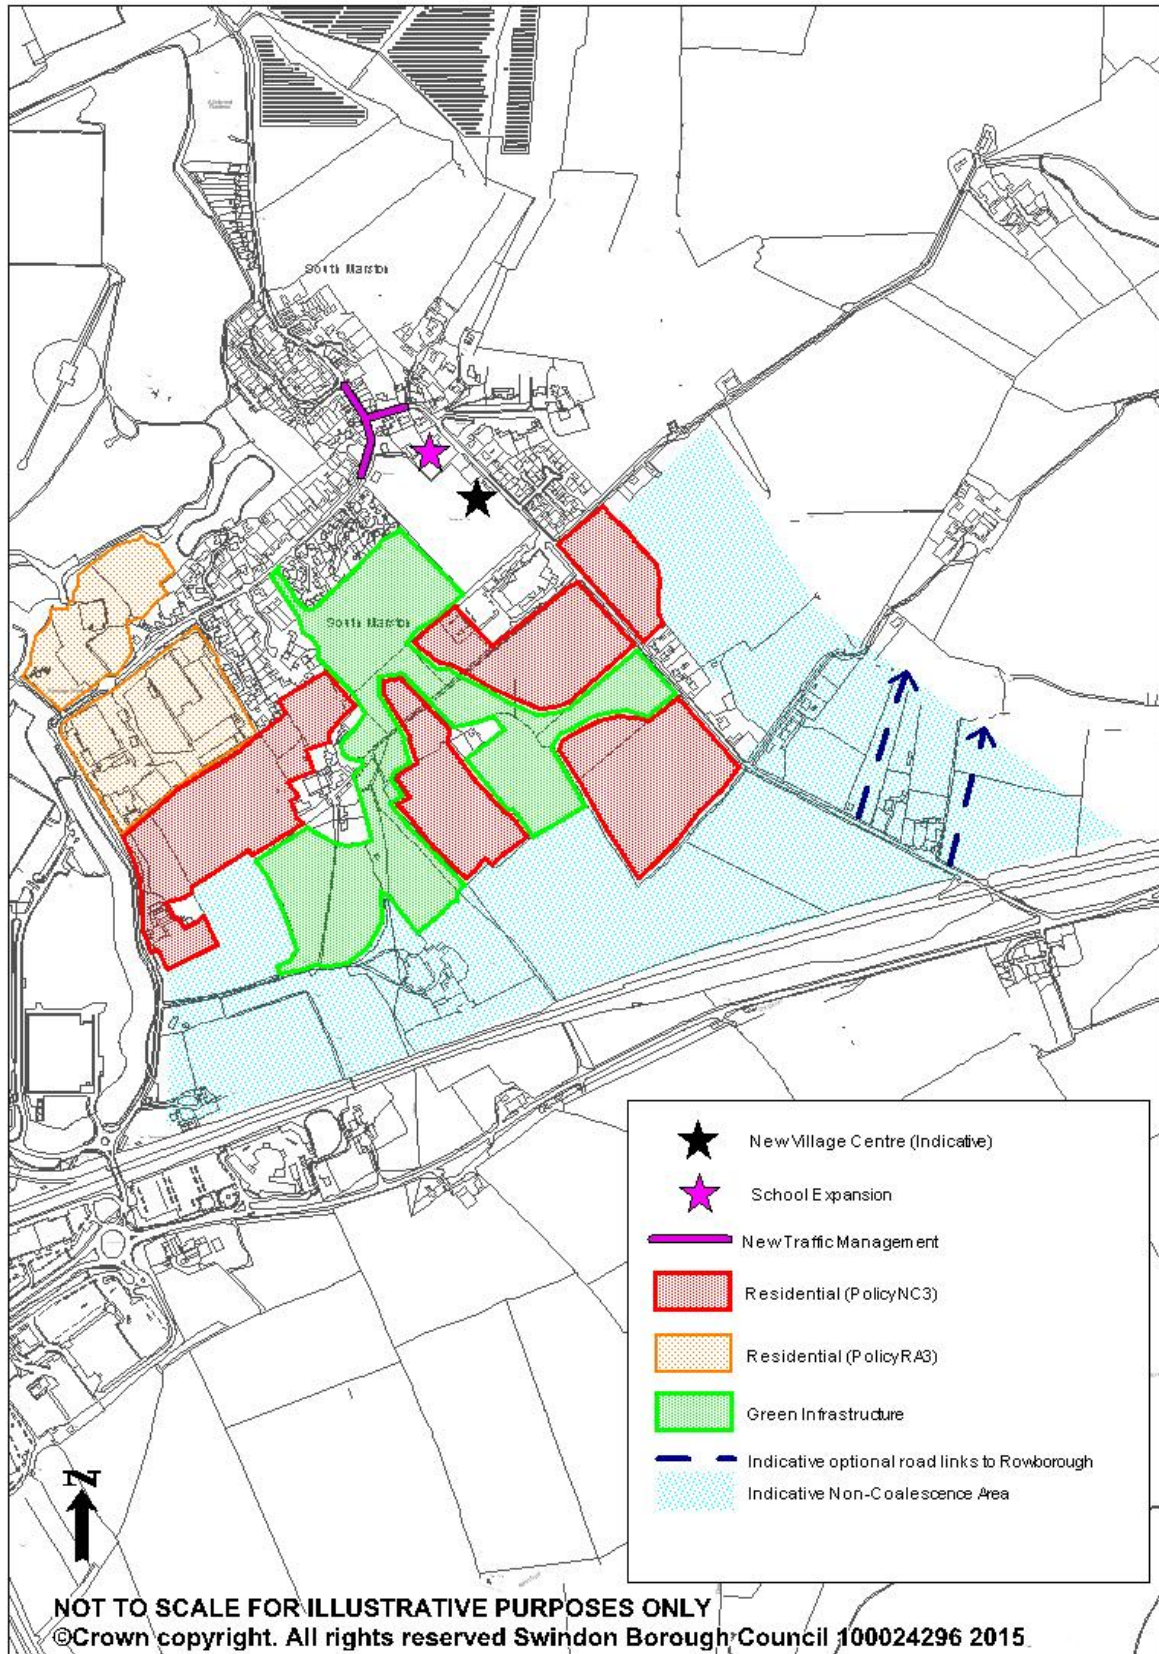 South Marston
South Marston
New Village Centre (Indicative)
School Expansion
New Traffic Management
Residential (Policy NC3)
Residential (Policy RA3)
Green Infrastructure
Indicative optional road links to Rowborough
Indicative Non-Coalescence Area
N
NOT TO SCALE FOR ILLUSTRATIVE PURPOSES ONLY
©Crown copyright. All rights reserved Swindon Borough Council 100024296 2015